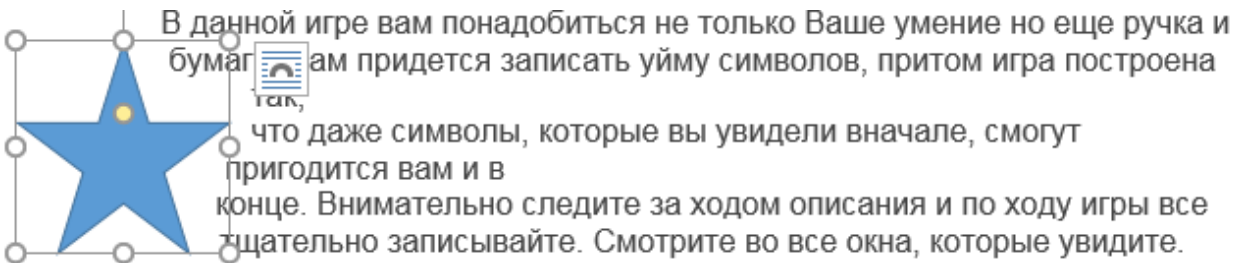 В данной игре вам понадобиться не только Ваше умение но еще ручка и
ам придется записать уйму символов, притом игра построена
так,
что даже символы, которые вы увидели вначале, смогут
пригодится вам и в
конце. Внимательно следите за ходом описания и по ходу игры все
тщательно записывайте. Смотрите во все окна, которые увидите.